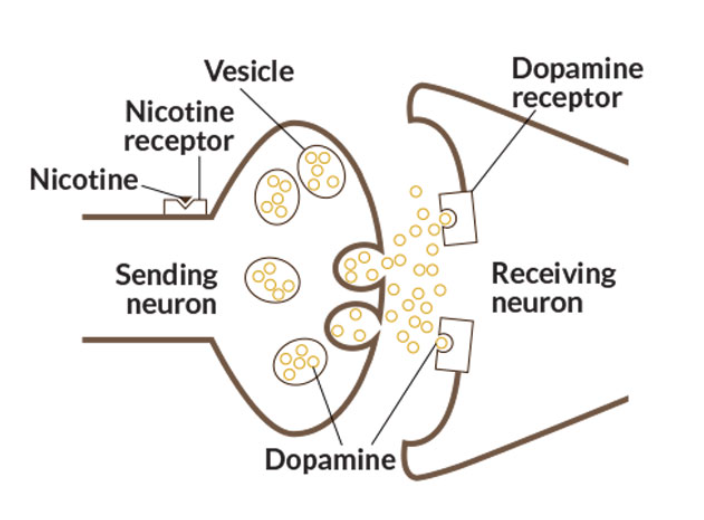 Vesicle
Dopamine
receptor
Nicotine
receptor
Nicotine
Sending
neuron
Receiving
neuron
Dopamine